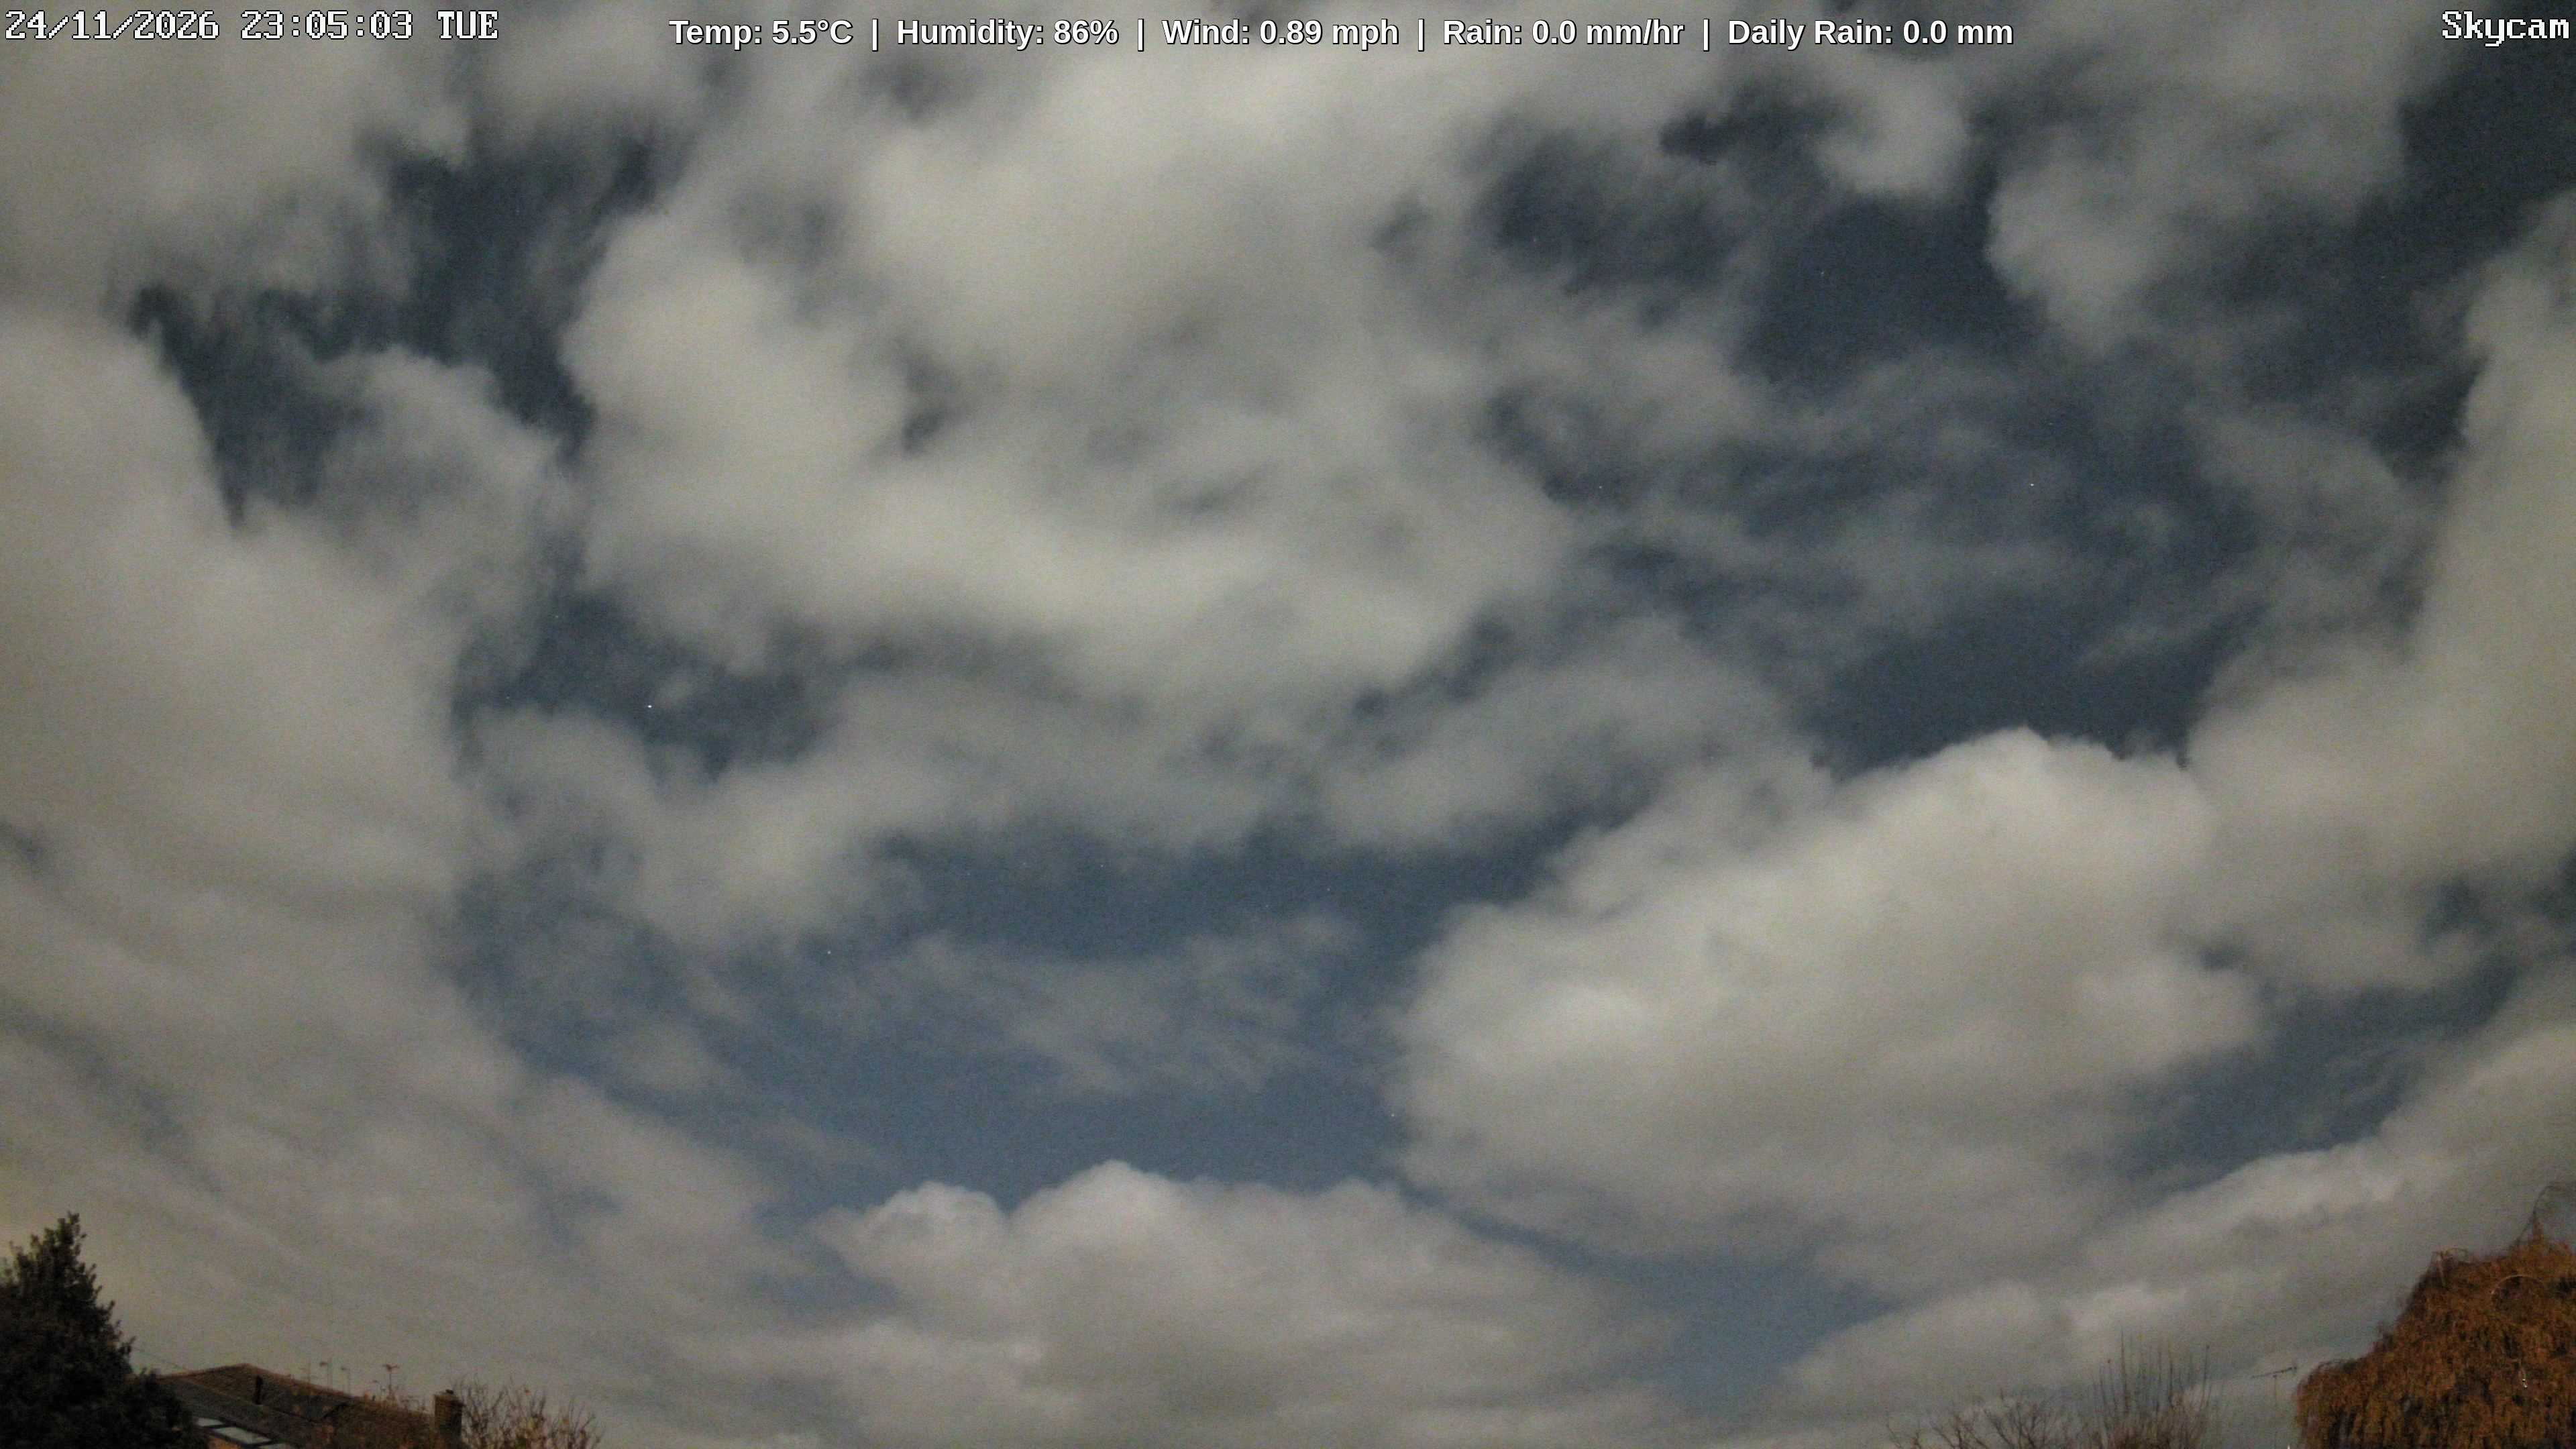 24/11/2026 23:05:03 TUE
Temp: 5.5°C | Humidity: 86% | Wind: 0.89 mph | Rain: 0.0 mm/hr | Daily Rain: 0.0 mm
Skycam